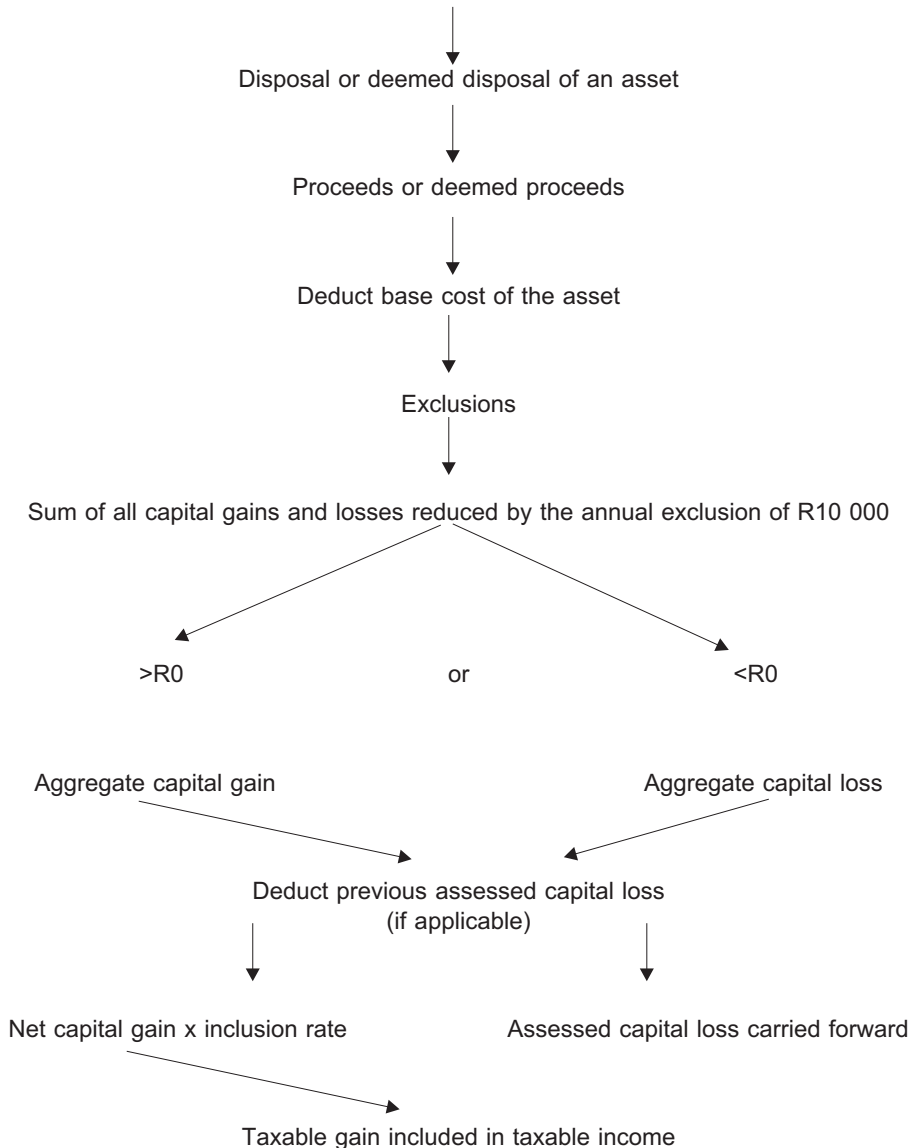 Disposal or deemed disposal of an asset
Proceeds or deemed proceeds
Deduct base cost of the asset
Exclusions
Sum of all capital gains and losses reduced by the annual exclusion of R10 000
>R0 or <R0
Aggregate capital gain Aggregate capital loss
Deduct previous assessed capital loss
(if applicable)
Net capital gain x inclusion rate Assessed capital loss carried forward
Taxable gain included in taxable income